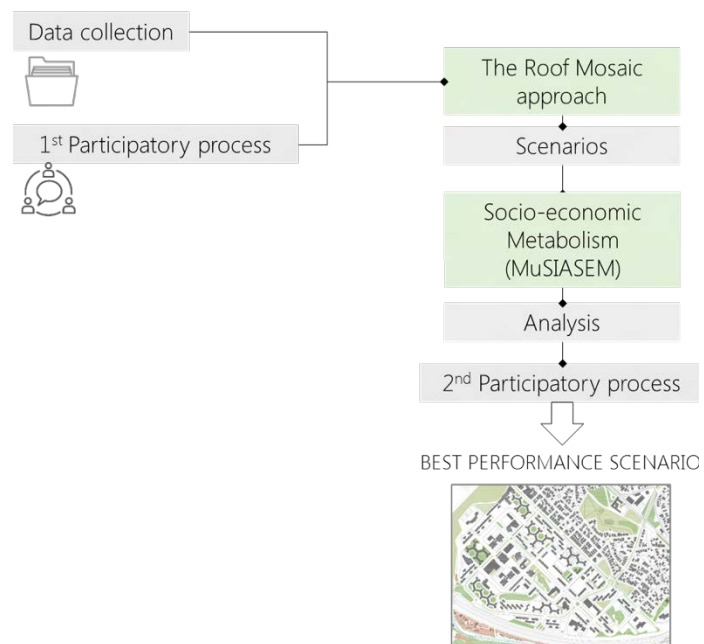 Data collection
1st Participatory process
The Roof Mosaic
approach
Scenarios
Socio-economic
Metabolism
(MuSIASEM)
Analysis
2nd Participatory process
BEST PERFORMANCE SCENARIO